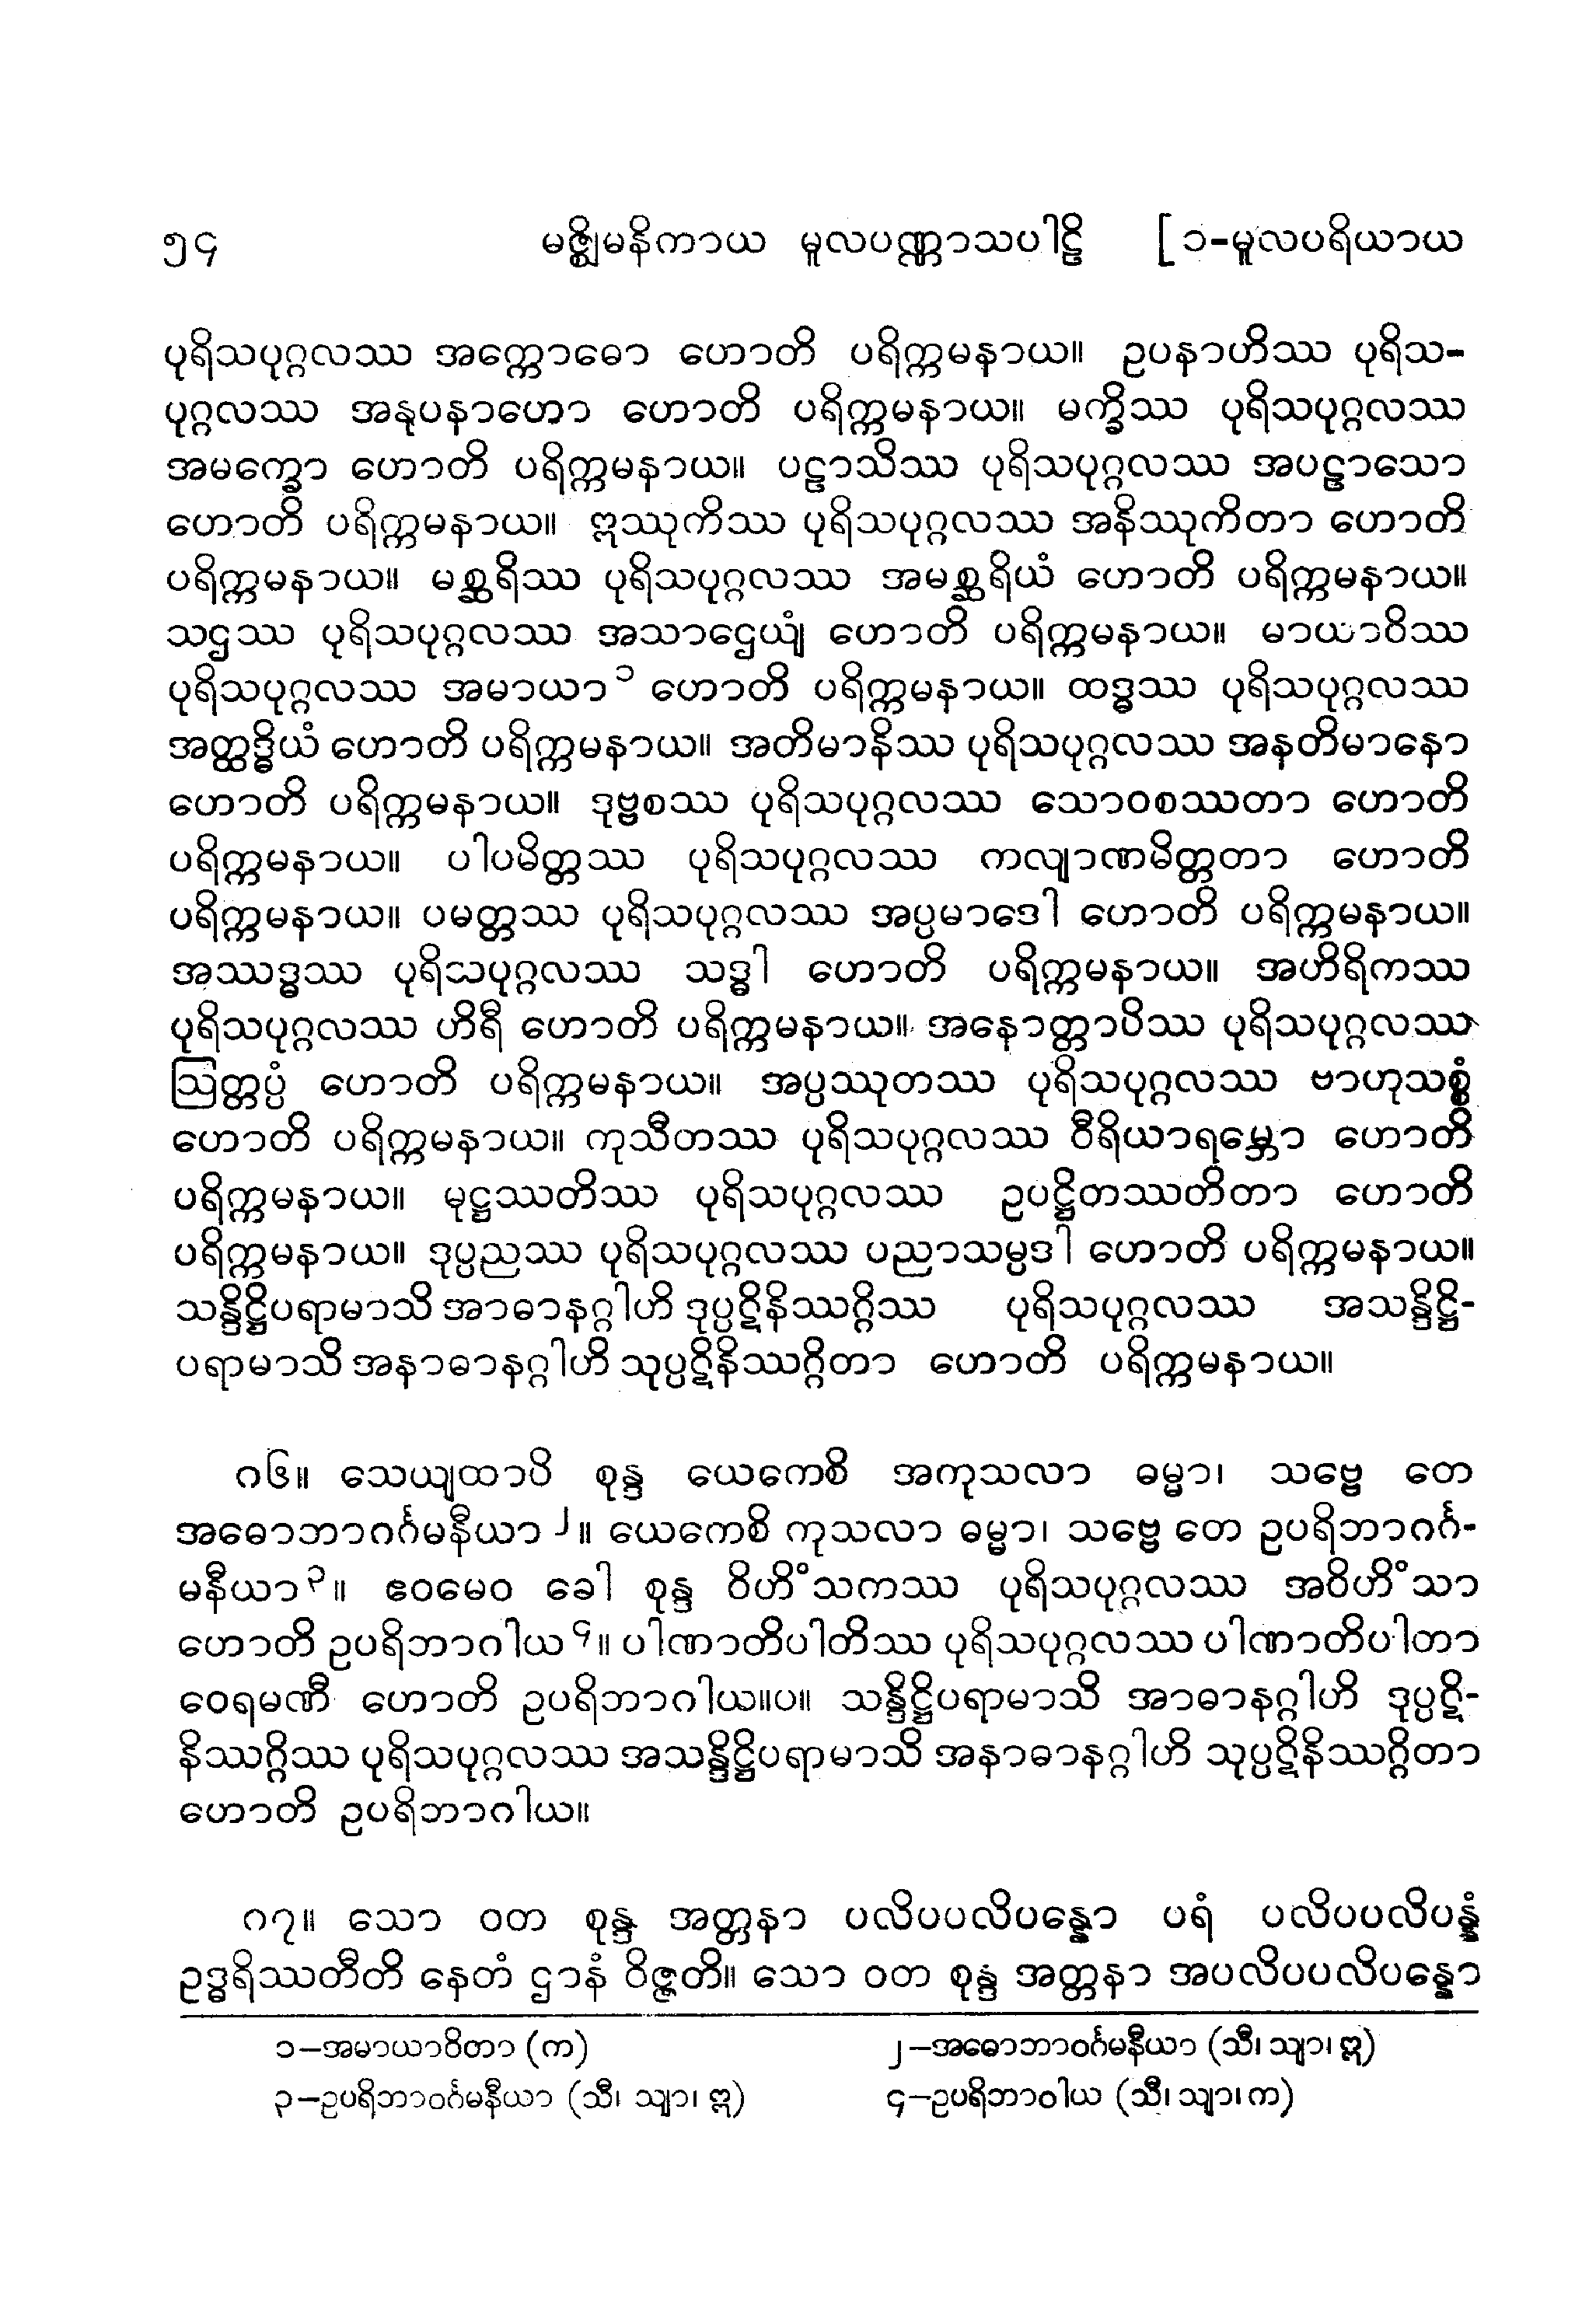 ၅၄ မဇ္ဈိမနိကာယ မူလပဏ္ဏာသပါဠိ [၁-မူလပရိယာယ
ပုရိသပုဂ္ဂလဿ အက္ကောဓော ဟောတိ ပရိက္ကမနာယ။ ဥပနာဟိဿ ပုရိသ-
ပုဂ္ဂလဿ အနုပနာဟော ဟောတိ ပရိက္ကမနာယ။ မက္ခိဿ ပုရိသပုဂ္ဂလဿ
အမက္ခော ဟောတိ ပရိက္ကမနာယ။ ပဠာသိဿ ပုရိသပုဂ္ဂလဿ အပဠာသော
ဟောတိ ပရိက္ကမနာယ။ ဣဿုကိဿ ပုရိသပုဂ္ဂလဿ အနိဿုကိတာ ဟောတိ
ပရိက္ကမနာယ။ မစ္ဆရိဿ ပုရိသပုဂ္ဂလဿ အမစ္ဆရိယံ ဟောတိ ပရိက္ကမနာယ။
သဌဿ ပုရိသပုဂ္ဂလဿ အသာဌေယျံ ဟောတိ ပရိက္ကမနာယ။ မာယာဝိဿ
ပုရိသပုဂ္ဂလဿ အမာယာ ၁ ဟောတိ ပရိက္ကမနာယ။ ထဒ္ဓဿ ပုရိသပုဂ္ဂလဿ
အတ္ထဒ္ဓိယံ ဟောတိ ပရိက္ကမနာယ။ အတိမာနိဿ ပုရိသပုဂ္ဂလဿ အနတိမာနော
ဟောတိ ပရိက္ကမနာယ။ ဒုဗ္ဗစဿ ပုရိသပုဂ္ဂလဿ သောဝစဿတာ ဟောတိ
ပရိက္ကမနာယ။ ပါပမိတ္တဿ ပုရိသပုဂ္ဂလဿ ကလျာဏမိတ္တတာ ဟောတိ
ပရိက္ကမနာယ။ ပမတ္တဿ ပုရိသပုဂ္ဂလဿ အပ္ပမာဒေါ ဟောတိ ပရိက္ကမနာယ။
အဿဒ္ဓဿ ပုရိသပုဂ္ဂလဿ သဒ္ဓါ ဟောတိ ပရိက္ကမနာယ။ အဟိရိကဿ
ပုရိသပုဂ္ဂလဿ ဟိရီ ဟောတိ ပရိက္ကမနာယ။ အနောတ္တာပိဿ ပုရိသပုဂ္ဂလဿ
ဩတ္တပ္ပံ ဟောတိ ပရိက္ကမနာယ။ အပ္ပဿုတဿ ပုရိသပုဂ္ဂလဿ ဗာဟုသစ္စံ
ဟောတိ ပရိက္ကမနာယ။ ကုသီတဿ ပုရိသပုဂ္ဂလဿ ဝီရိယာရမ္ဘော ဟောတိ
ပရိက္ကမနာယ။ မုဋ္ဌဿတိဿ ပုရိသပုဂ္ဂလဿ ဥပဋ္ဌိတဿတိတာ ဟောတိ
ပရိက္ကမနာယ။ ဒုပ္ပညဿ ပုရိသပုဂ္ဂလဿ ပညာသမ္ပဒါ ဟောတိ ပရိက္ကမနာယ။
သန္ဒိဋ္ဌိပရာမာသိ အာဓာနဂ္ဂါဟိ ဒုပ္ပဋိနိဿဂ္ဂိဿ ပုရိသပုဂ္ဂလဿ အသန္ဒိဋ္ဌိ-
ပရာမာသိ အနာဓာနဂ္ဂါဟိ သုပ္ပဋိနိဿဂ္ဂိတာ ဟောတိ ပရိက္ကမနာယ။
၈၆။ သေယျထာပိ စုန္ဒ ယေကေစိ အကုသလာ ဓမ္မာ၊ သဗ္ဗေ တေ
အဓောဘာဂင်္ဂမနီယာ ၂။ ယေကေစိ ကုသလာ ဓမ္မာ၊ သဗ္ဗေ တေ ဥပရိဘာဂင်္ဂ-
မနီယာ ၃။ ဧဝမေဝ ခေါ စုန္ဒ ဝိဟိံသကဿ ပုရိသပုဂ္ဂလဿ အဝိဟိံသာ
ဟောတိ ဥပရိဘာဂါယ ၄။ ပါဏာတိပါတိဿ ပုရိသပုဂ္ဂလဿ ပါဏာတိပါတာ
ဝေရမဏီ ဟောတိ ဥပရိဘာဂါယ။ပ။ သန္ဒိဋ္ဌိပရာမာသိ အာဓာနဂ္ဂါဟိ ဒုပ္ပဋိ-
နိဿဂ္ဂိဿ ပုရိသပုဂ္ဂလဿ အသန္ဒိဋ္ဌိပရာမာသိ အနာဓာနဂ္ဂါဟိ သုပ္ပဋိနိဿဂ္ဂိတာ
ဟောတိ ဥပရိဘာဂါယ။
၈၇။ သော ဝတ စုန္ဒ အတ္တနာ ပလိပပလိပန္နော ပရံ ပလိပပလိပန္နံ
ဥဒ္ဓရိဿတီတိ နေတံ ဌာနံ ဝိဇ္ဇတိ။ သော ဝတ စုန္ဒ အတ္တနာ အပလိပပလိပန္နော
၁–အမာယာဝိတာ (က) ၂–အဓောဘာဝင်္ဂမနီယာ (သီ၊ သျာ၊ ဣ)
၃–ဥပရိဘာဝင်္ဂမနီယာ (သီ၊ သျာ၊ ဣ) ၄–ဥပရိဘာဝါယ (သီ၊ သျာ၊ က)